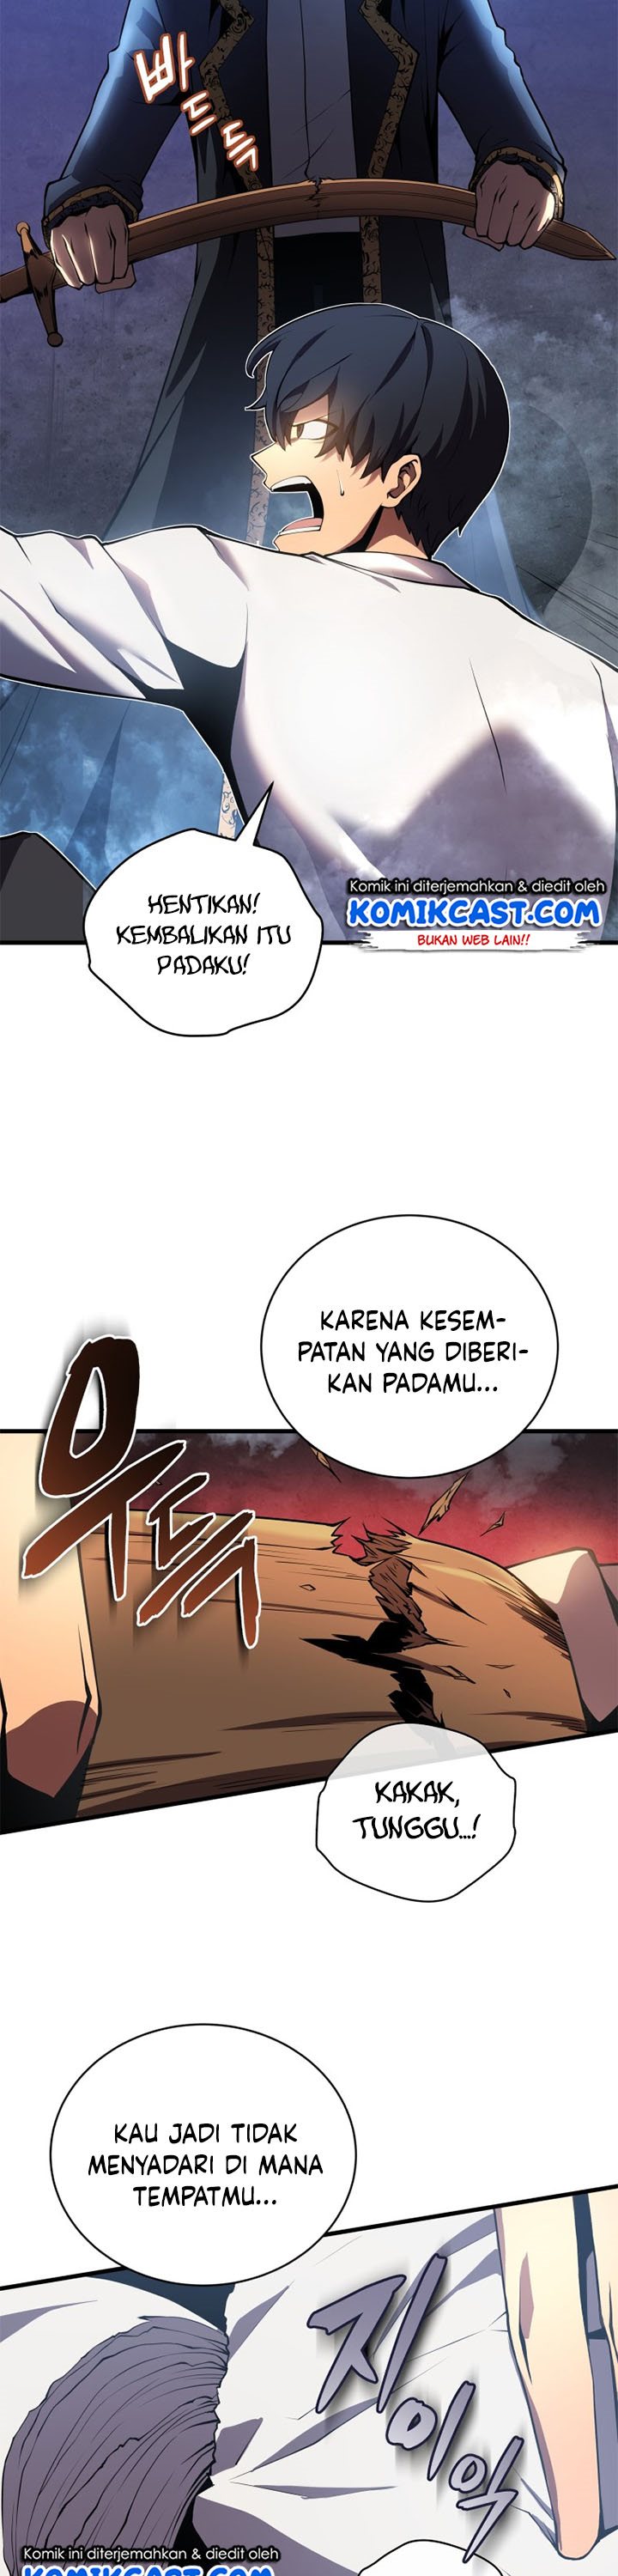 빠드득
HENTIKAN!
KEMBALIKAN ITU
PADAKU!
Komik ini diterjemahkan & diedit oleh
KOMIKCAST.COM
BUKAN WEB LAIN!!
KARENA KESEM-
PATAN YANG DIBERI-
KAN PADAMU...
우드득
KAKAK,
TUNGGU...!
KAU JADI TIDAK
MENYADARI DI MANA
TEMPATMU...
지이익
Komik ini diterjemahkan & diedit oleh
KOMIKCAST.COM